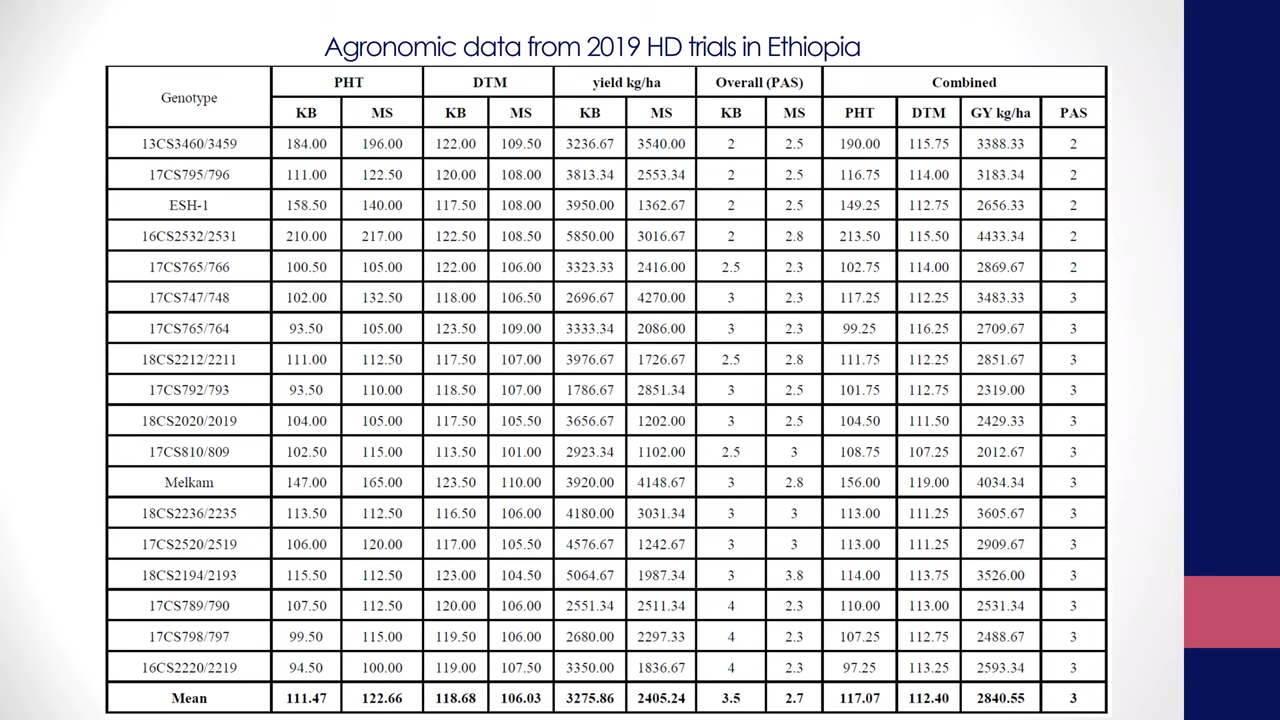 Agronomic data from 2019 HD trials in Ethiopia
Genotype PHT DTM yield kg/ha Overall (PAS) Combined
KB MS KB MS KB MS KB MS PHT DTM GY kg/ha PAS
13CS3460/3459 184.00 196.00 122.00 109.50 3236.67 3540.00 2 2.5 190.00 115.75 3388.33 2
17CS795/796 111.00 122.50 120.00 108.00 3813.34 2553.34 2 2.5 116.75 114.00 3183.34 2
ESH-1 158.50 140.00 117.50 108.00 3950.00 1362.67 2 2.5 149.25 112.75 2656.33 2
16CS2532/2531 210.00 217.00 122.50 108.50 5850.00 3016.67 2 2.8 213.50 115.50 4433.34 2
17CS765/766 100.50 105.00 122.00 106.00 3323.33 2416.00 2.5 2.3 102.75 114.00 2869.67 2
17CS747/748 102.00 132.50 118.00 106.50 2696.67 4270.00 3 2.3 117.25 112.25 3483.33 3
17CS765/764 93.50 105.00 123.50 109.00 3333.34 2086.00 3 2.3 99.25 116.25 2709.67 3
18CS2212/2211 111.00 112.50 117.50 107.00 3976.67 1726.67 2.5 2.8 111.75 112.25 2851.67 3
17CS792/793 93.50 110.00 118.50 107.00 1786.67 2851.34 3 2.5 101.75 112.75 2319.00 3
18CS2020/2019 104.00 105.00 117.50 105.50 3656.67 1202.00 3 2.5 104.50 111.50 2429.33 3
17CS810/809 102.50 115.00 113.50 101.00 2923.34 1102.00 2.5 3 108.75 107.25 2012.67 3
Melkam 147.00 165.00 123.50 110.00 3920.00 4148.67 3 2.8 156.00 119.00 4034.34 3
18CS2236/2235 113.50 112.50 116.50 106.00 4180.00 3031.34 3 3 113.00 111.25 3605.67 3
17CS2520/2519 106.00 120.00 117.00 105.50 4576.67 1242.67 3 3 113.00 111.25 2909.67 3
18CS2194/2193 115.50 112.50 123.00 104.50 5064.67 1987.34 3 3.8 114.00 113.75 3526.00 3
17CS789/790 107.50 112.50 120.00 106.00 2551.34 2511.34 4 2.3 110.00 113.00 2531.34 3
17CS798/797 99.50 115.00 119.50 106.00 2680.00 2297.33 4 2.3 107.25 112.75 2488.67 3
16CS2220/2219 94.50 100.00 119.00 107.50 3350.00 1836.67 4 2.3 97.25 113.25 2593.34 3
Mean 111.47 122.66 118.68 106.03 3275.86 2405.24 3.5 2.7 117.07 112.40 2840.55 3